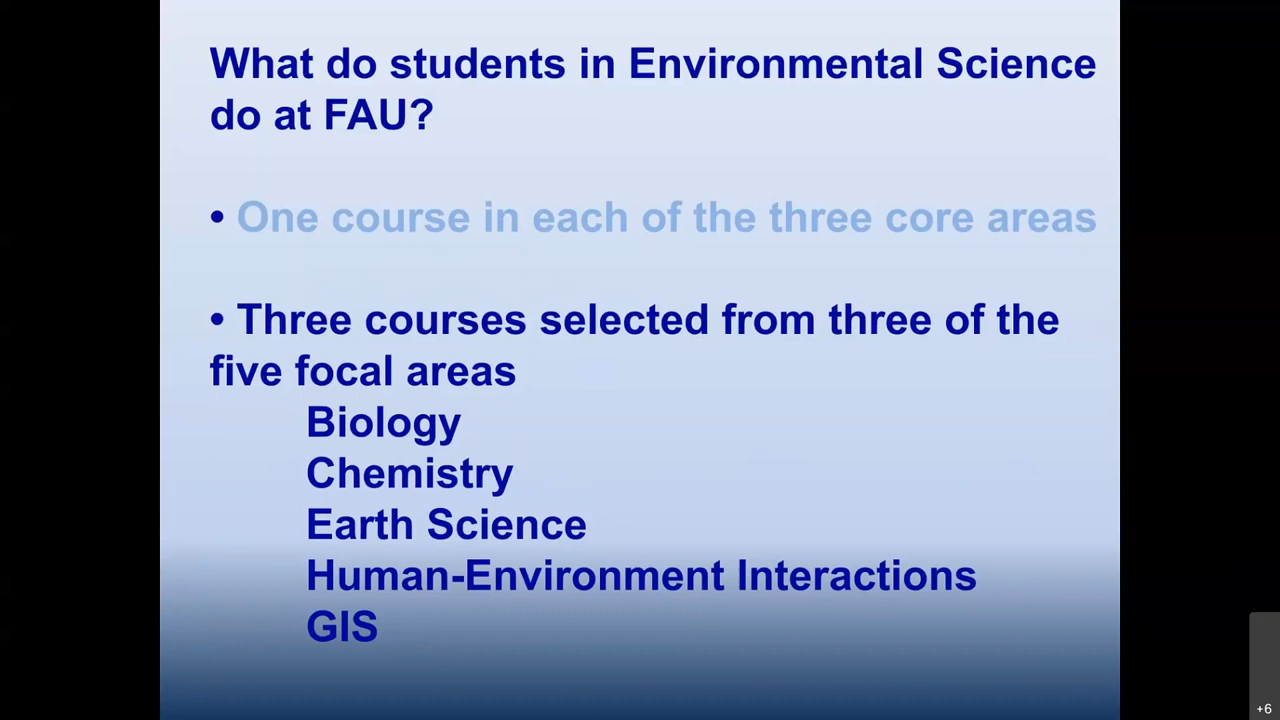 What do students in Environmental Science
do at FAU?
• One course in each of the three core areas
• Three courses selected from three of the
five focal areas
Biology
Chemistry
Earth Science
Human-Environment Interactions
GIS
+6